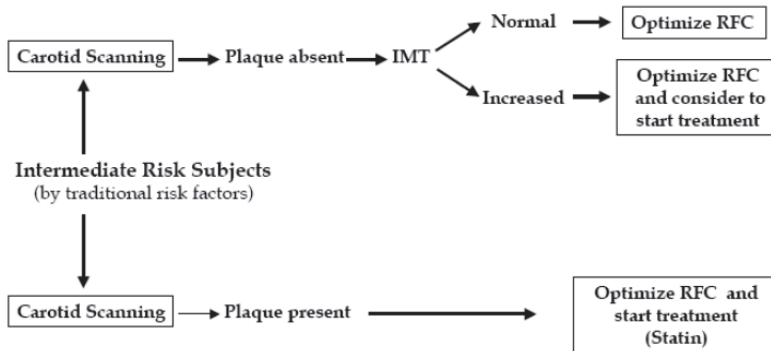 Normal
Optimize RFC
Carotid Scanning
Plaque absent
IMT
Increased
Optimize RFC
and consider to
start treatment
Intermediate Risk Subjects
(by traditional risk factors)
Carotid Scanning
Plaque present
Optimize RFC and
start treatment
(Statin)